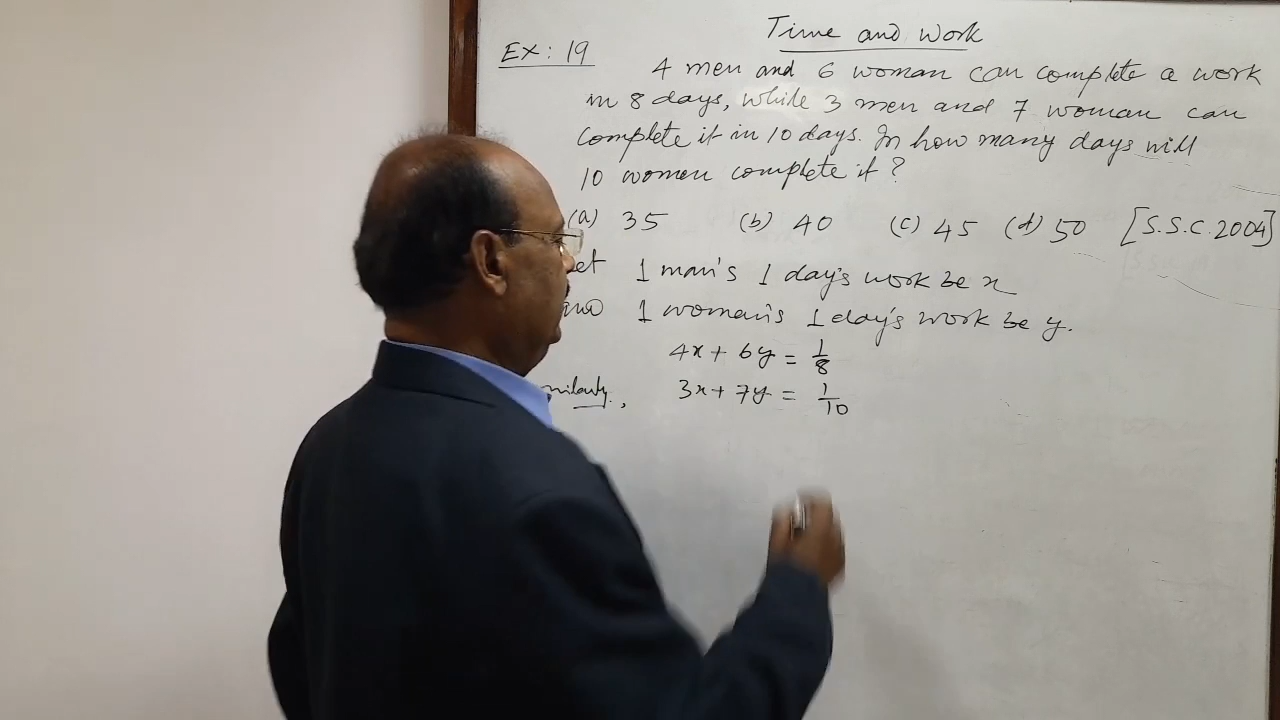 Time and Work
Ex: 19
4 men and 6 woman can complete a work
in 8 days, while 3 men and 7 woman can
complete it in 10 days. In how many days will
10 women complete it?
(a) 35 (b) 40 (c) 45 (d) 50 [S.S.C. 2004]
1 man's 1 day's work be x
1 woman's 1 day's work be y.
4x + 6y = 1/8
3x + 7y = 1/10